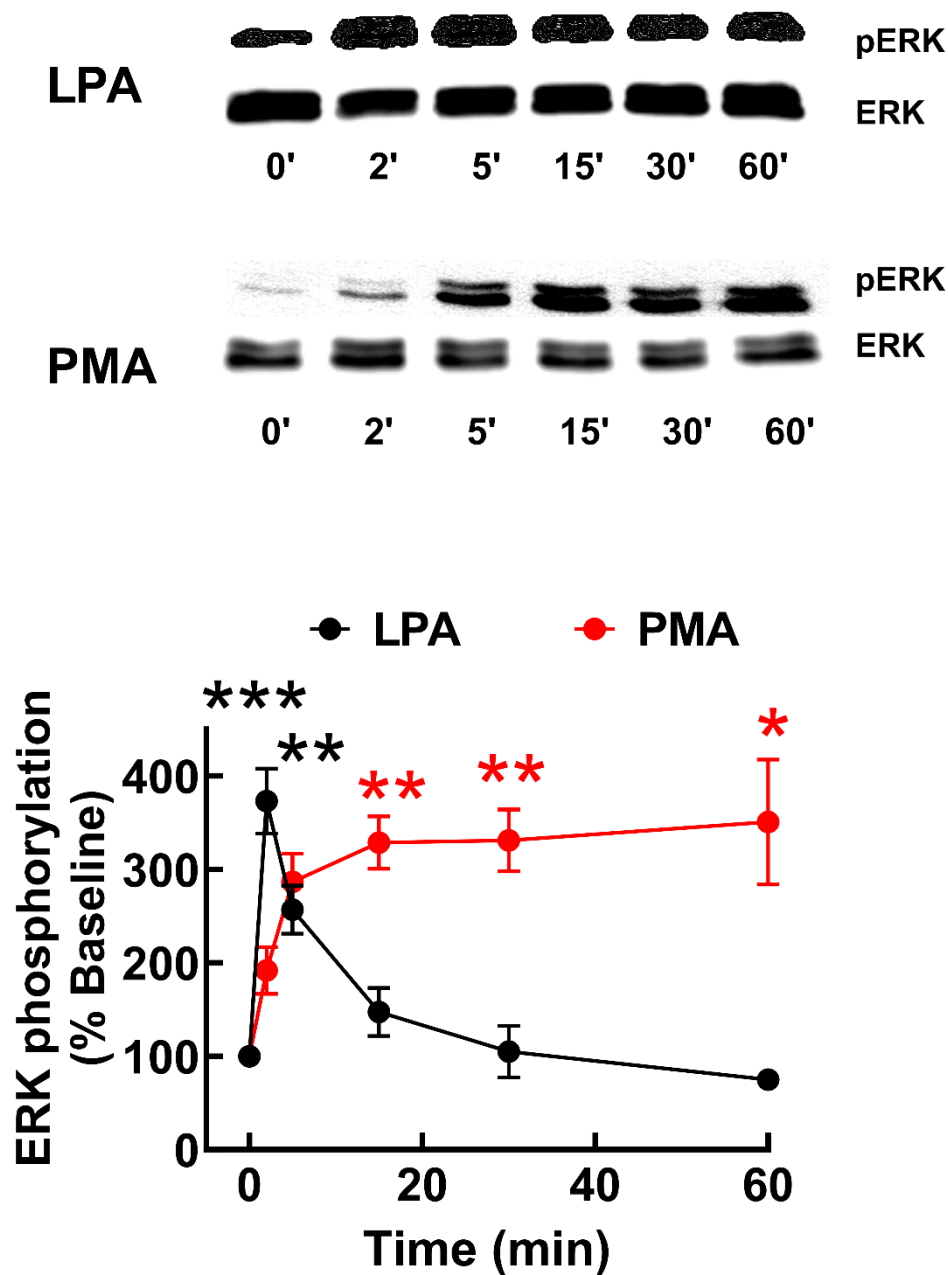 pERK
LPA
ERK
0' 2' 5' 15' 30' 60'
pERK
ERK
PMA
0' 2' 5' 15' 30' 60'
LPA PMA
***
**
** ** *
ERK phosphorylation
(% Baseline)
400
300
200
100
0
0 20 40 60
Time (min)